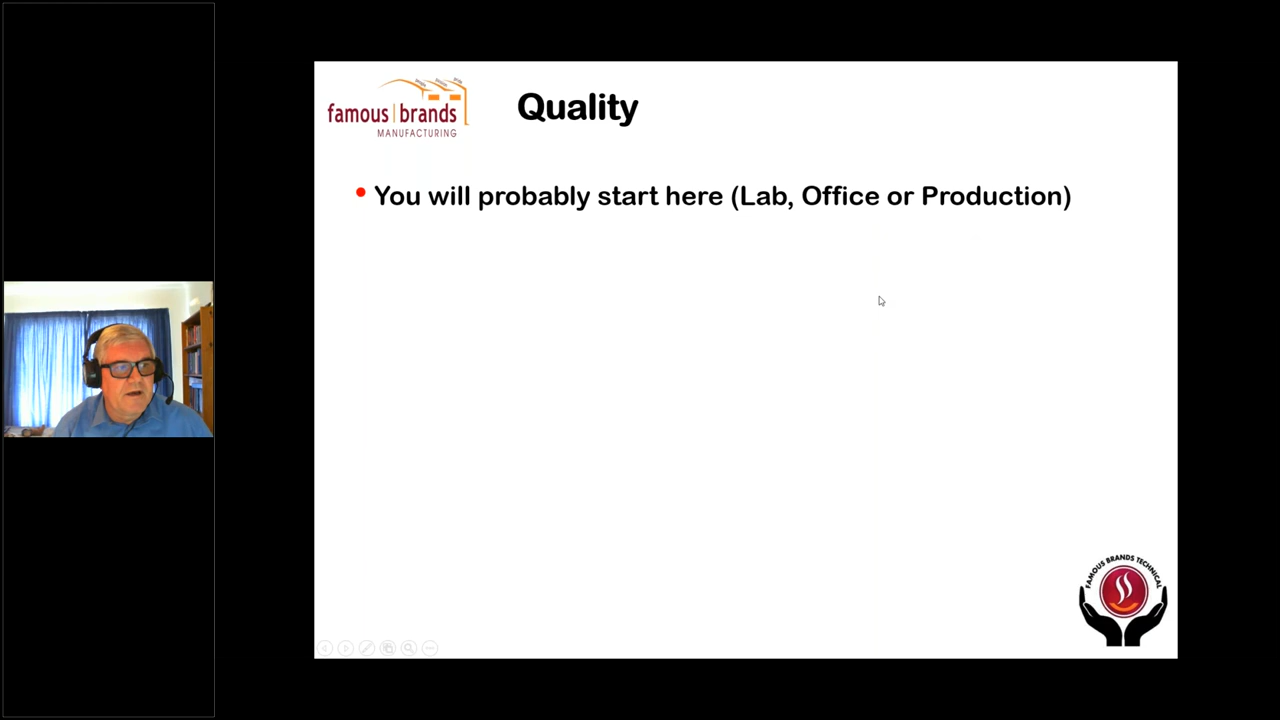 famous|brands
MANUFACTURING
Quality
• You will probably start here (Lab, Office or Production)
FAMOUS BRANDS TECHNICAL